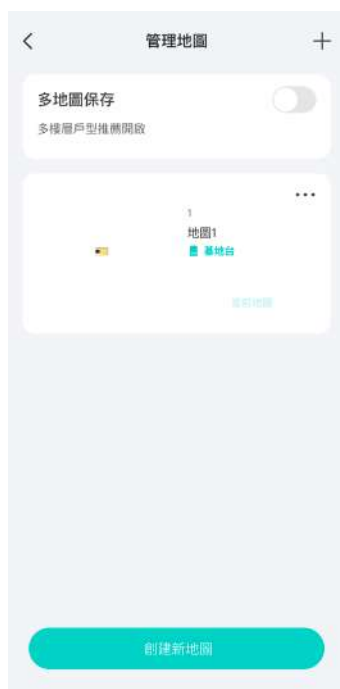 管理地圖
多地圖保存
多樓層戶型推薦開啟
1
地图1
基地台
當前地圖
創建新地圖